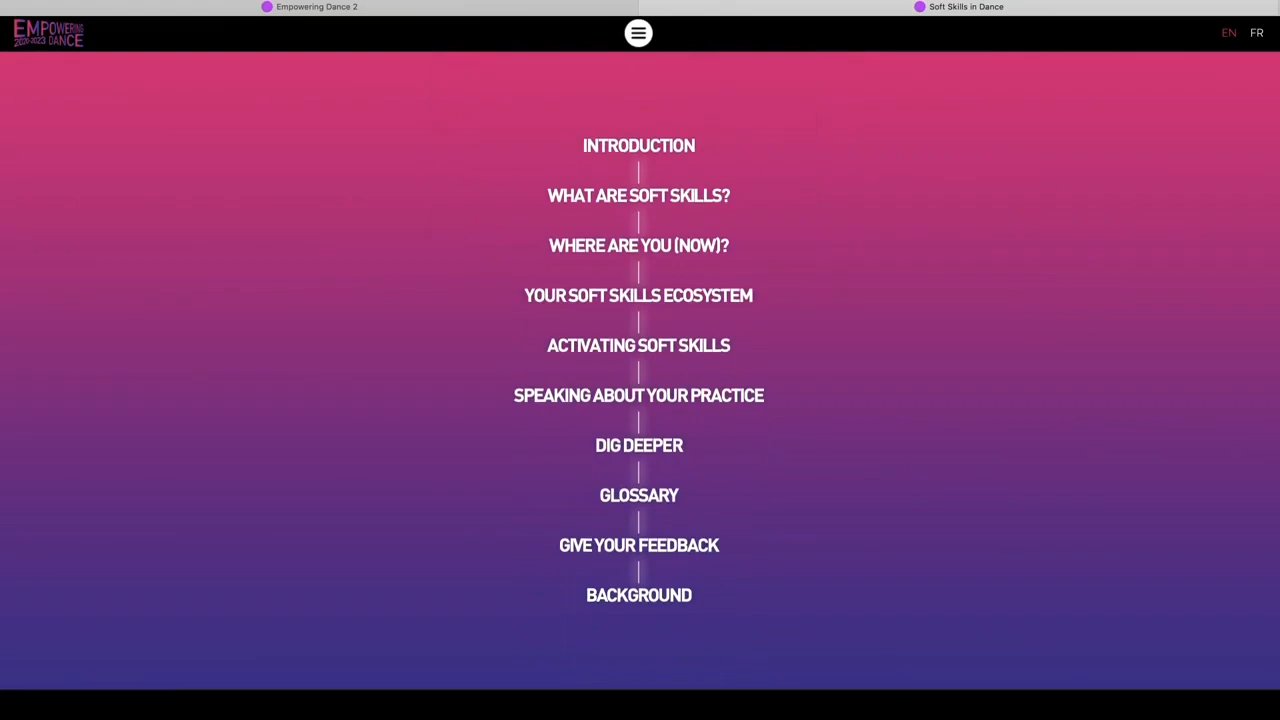 Empowering Dance 2
Soft Skills in Dance
EMPOWERING
2020-2023 DANCE
EN FR
INTRODUCTION
WHAT ARE SOFT SKILLS?
WHERE ARE YOU (NOW)?
YOUR SOFT SKILLS ECOSYSTEM
ACTIVATING SOFT SKILLS
SPEAKING ABOUT YOUR PRACTICE
DIG DEEPER
GLOSSARY
GIVE YOUR FEEDBACK
BACKGROUND